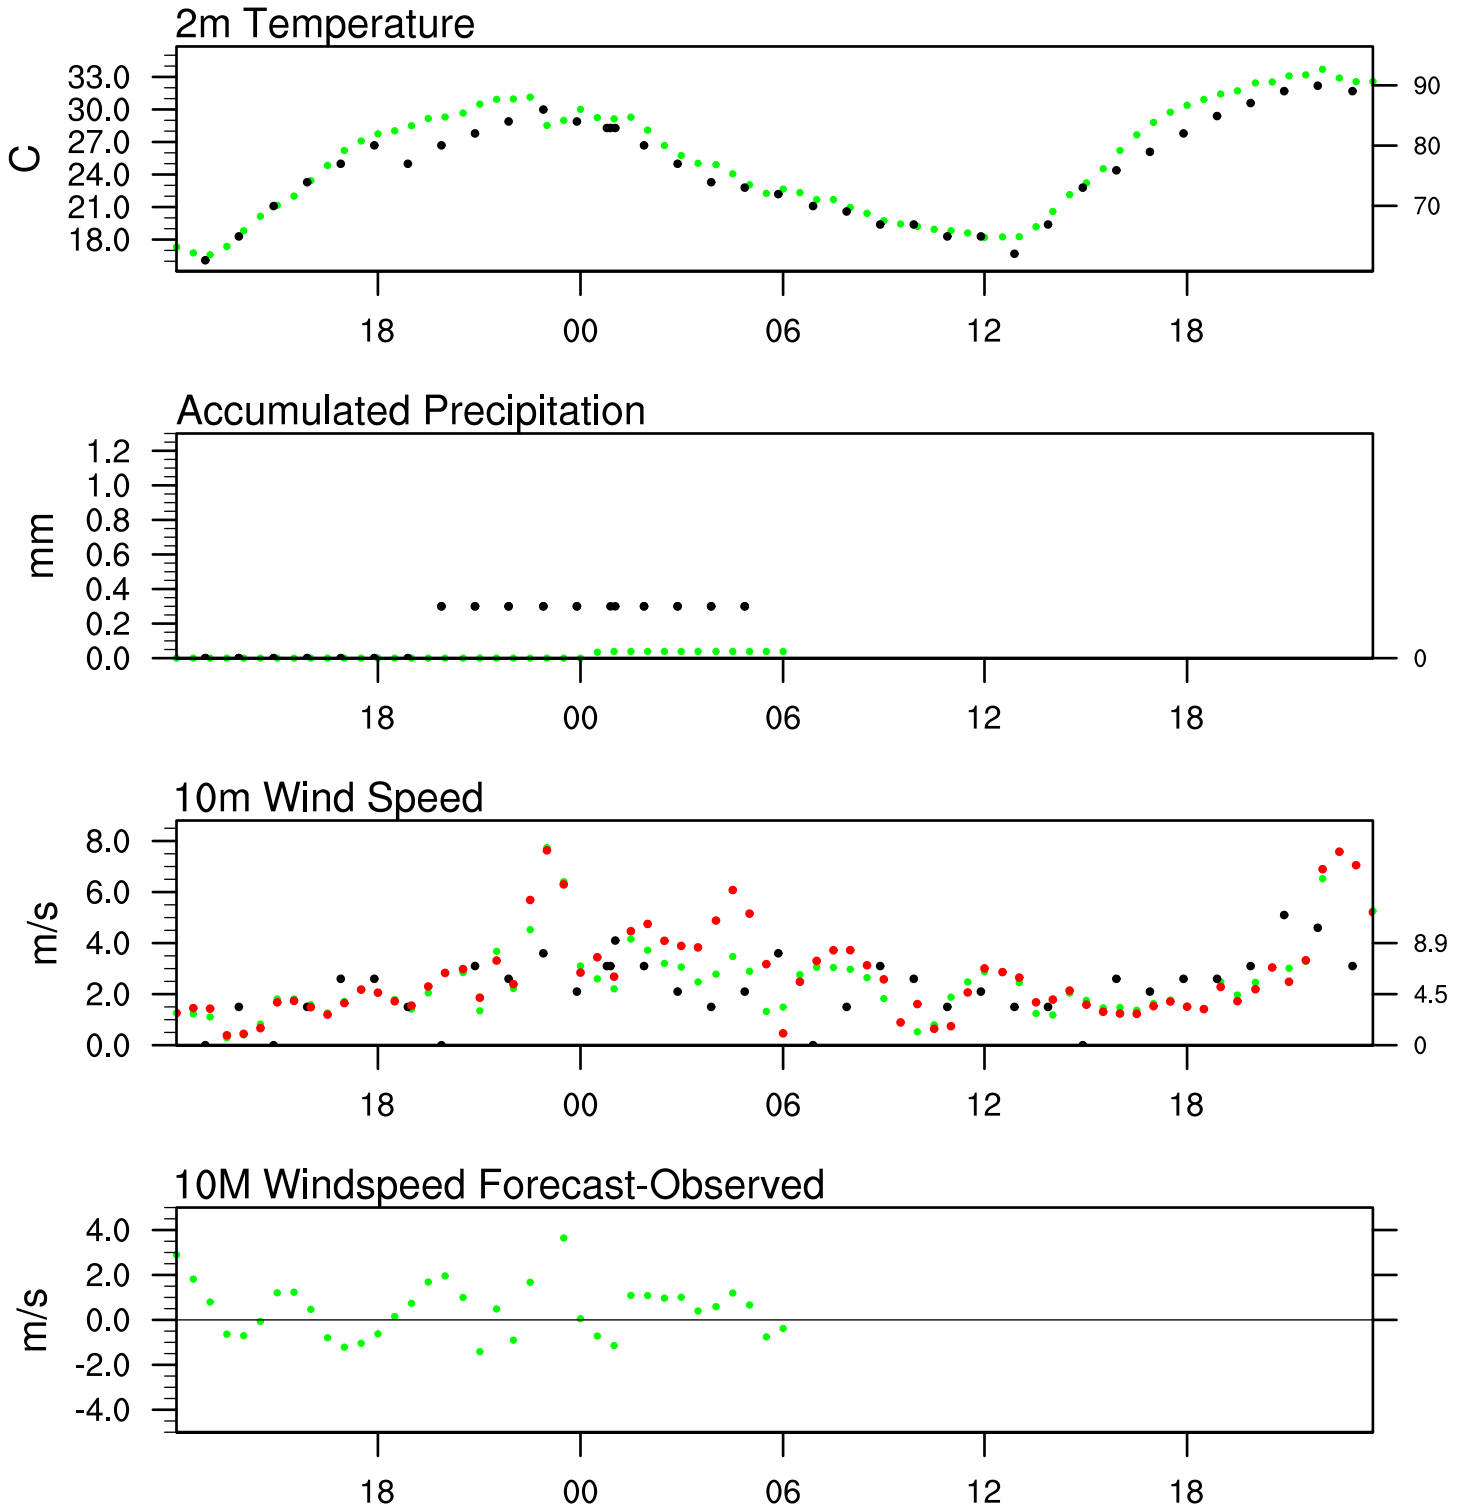 2m Temperature
33.0
30.0
27.0
24.0
21.0
18.0
C
90
80
70
18 00 06 12 18
Accumulated Precipitation
1.2
1.0
0.8
0.6
0.4
0.2
0.0
mm
0
18 00 06 12 18
10m Wind Speed
8.0
6.0
4.0
2.0
0.0
m/s
8.9
4.5
0
18 00 06 12 18
10M Windspeed Forecast-Observed
4.0
2.0
0.0
-2.0
-4.0
m/s
18 00 06 12 18